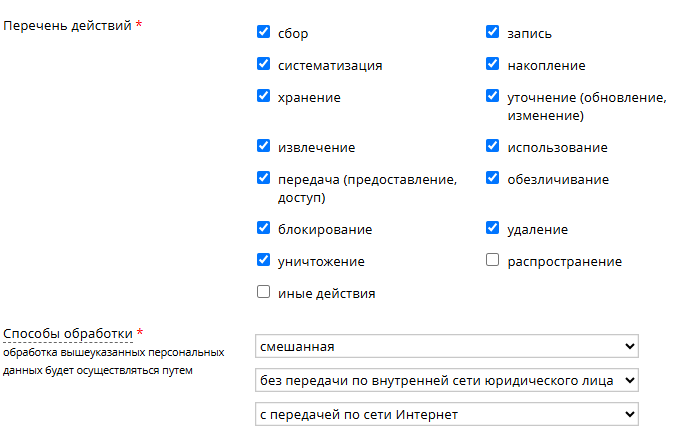 Перечень действий *
сбор
запись
систематизация
накопление
хранение
уточнение (обновление,
изменение)
извлечение
использование
передача (предоставление,
доступ)
обезличивание
блокирование
удаление
уничтожение
распространение
иные действия
Способы обработки *
обработка вышеуказанных персональных
данных будет осуществляться путем
смешанная
без передачи по внутренней сети юридического лица
с передачей по сети Интернет